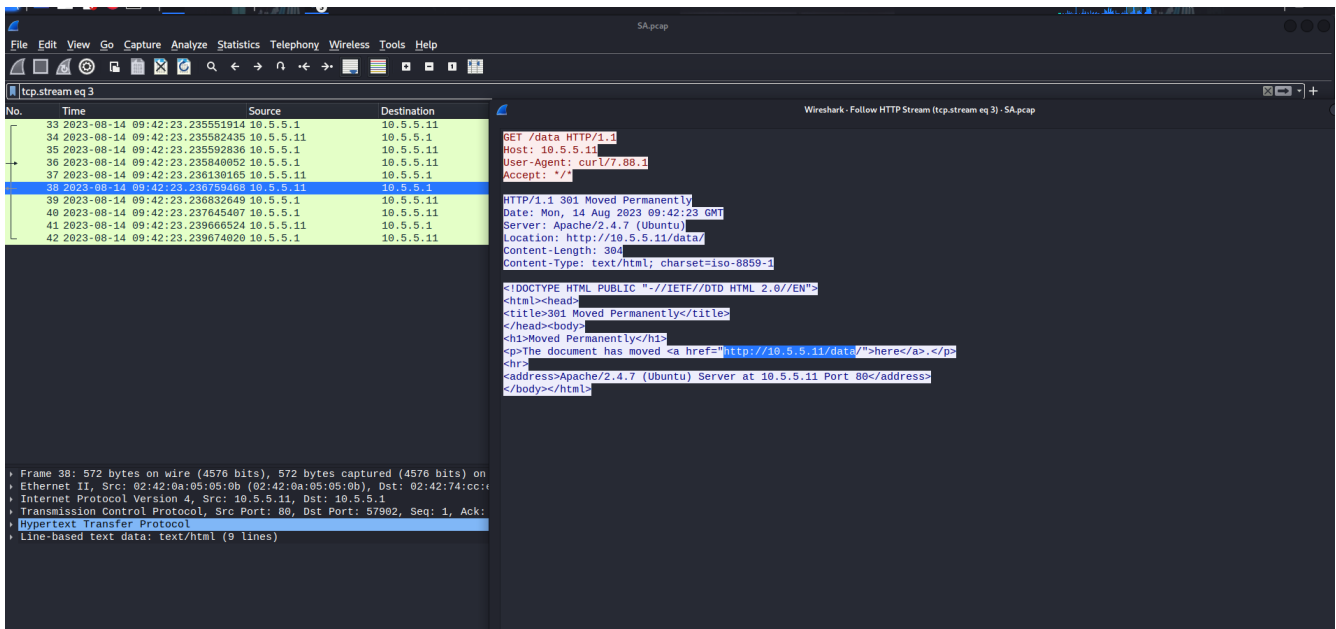 SA.pcap
File Edit View Go Capture Analyze Statistics Telephony Wireless Tools Help
tcp.stream eq 3
No. Time Source Destination
33 2023-08-14 09:42:23.235551914 10.5.5.1 10.5.5.11
34 2023-08-14 09:42:23.235582435 10.5.5.11 10.5.5.1
35 2023-08-14 09:42:23.235592836 10.5.5.1 10.5.5.11
36 2023-08-14 09:42:23.235840052 10.5.5.1 10.5.5.11
37 2023-08-14 09:42:23.236130165 10.5.5.11 10.5.5.1
38 2023-08-14 09:42:23.236759468 10.5.5.11 10.5.5.1
39 2023-08-14 09:42:23.236832649 10.5.5.1 10.5.5.11
40 2023-08-14 09:42:23.237645407 10.5.5.1 10.5.5.11
41 2023-08-14 09:42:23.239666524 10.5.5.11 10.5.5.1
42 2023-08-14 09:42:23.239674020 10.5.5.1 10.5.5.11
Frame 38: 572 bytes on wire (4576 bits), 572 bytes captured (4576 bits) on
Ethernet II, Src: 02:42:0a:05:05:0b (02:42:0a:05:05:0b), Dst: 02:42:74:cc:
Internet Protocol Version 4, Src: 10.5.5.11, Dst: 10.5.5.1
Transmission Control Protocol, Src Port: 80, Dst Port: 57902, Seq: 1, Ack:
Hypertext Transfer Protocol
Line-based text data: text/html (9 lines)
Wireshark · Follow HTTP Stream (tcp.stream eq 3) · SA.pcap
GET /data HTTP/1.1
Host: 10.5.5.11
User-Agent: curl/7.88.1
Accept: */*
HTTP/1.1 301 Moved Permanently
Date: Mon, 14 Aug 2023 09:42:23 GMT
Server: Apache/2.4.7 (Ubuntu)
Location: http://10.5.5.11/data/
Content-Length: 304
Content-Type: text/html; charset=iso-8859-1
<!DOCTYPE HTML PUBLIC "-//IETF//DTD HTML 2.0//EN">
<html><head>
<title>301 Moved Permanently</title>
</head><body>
<h1>Moved Permanently</h1>
<p>The document has moved <a href="http://10.5.5.11/data/">here</a>.</p>
<hr>
<address>Apache/2.4.7 (Ubuntu) Server at 10.5.5.11 Port 80</address>
</body></html>